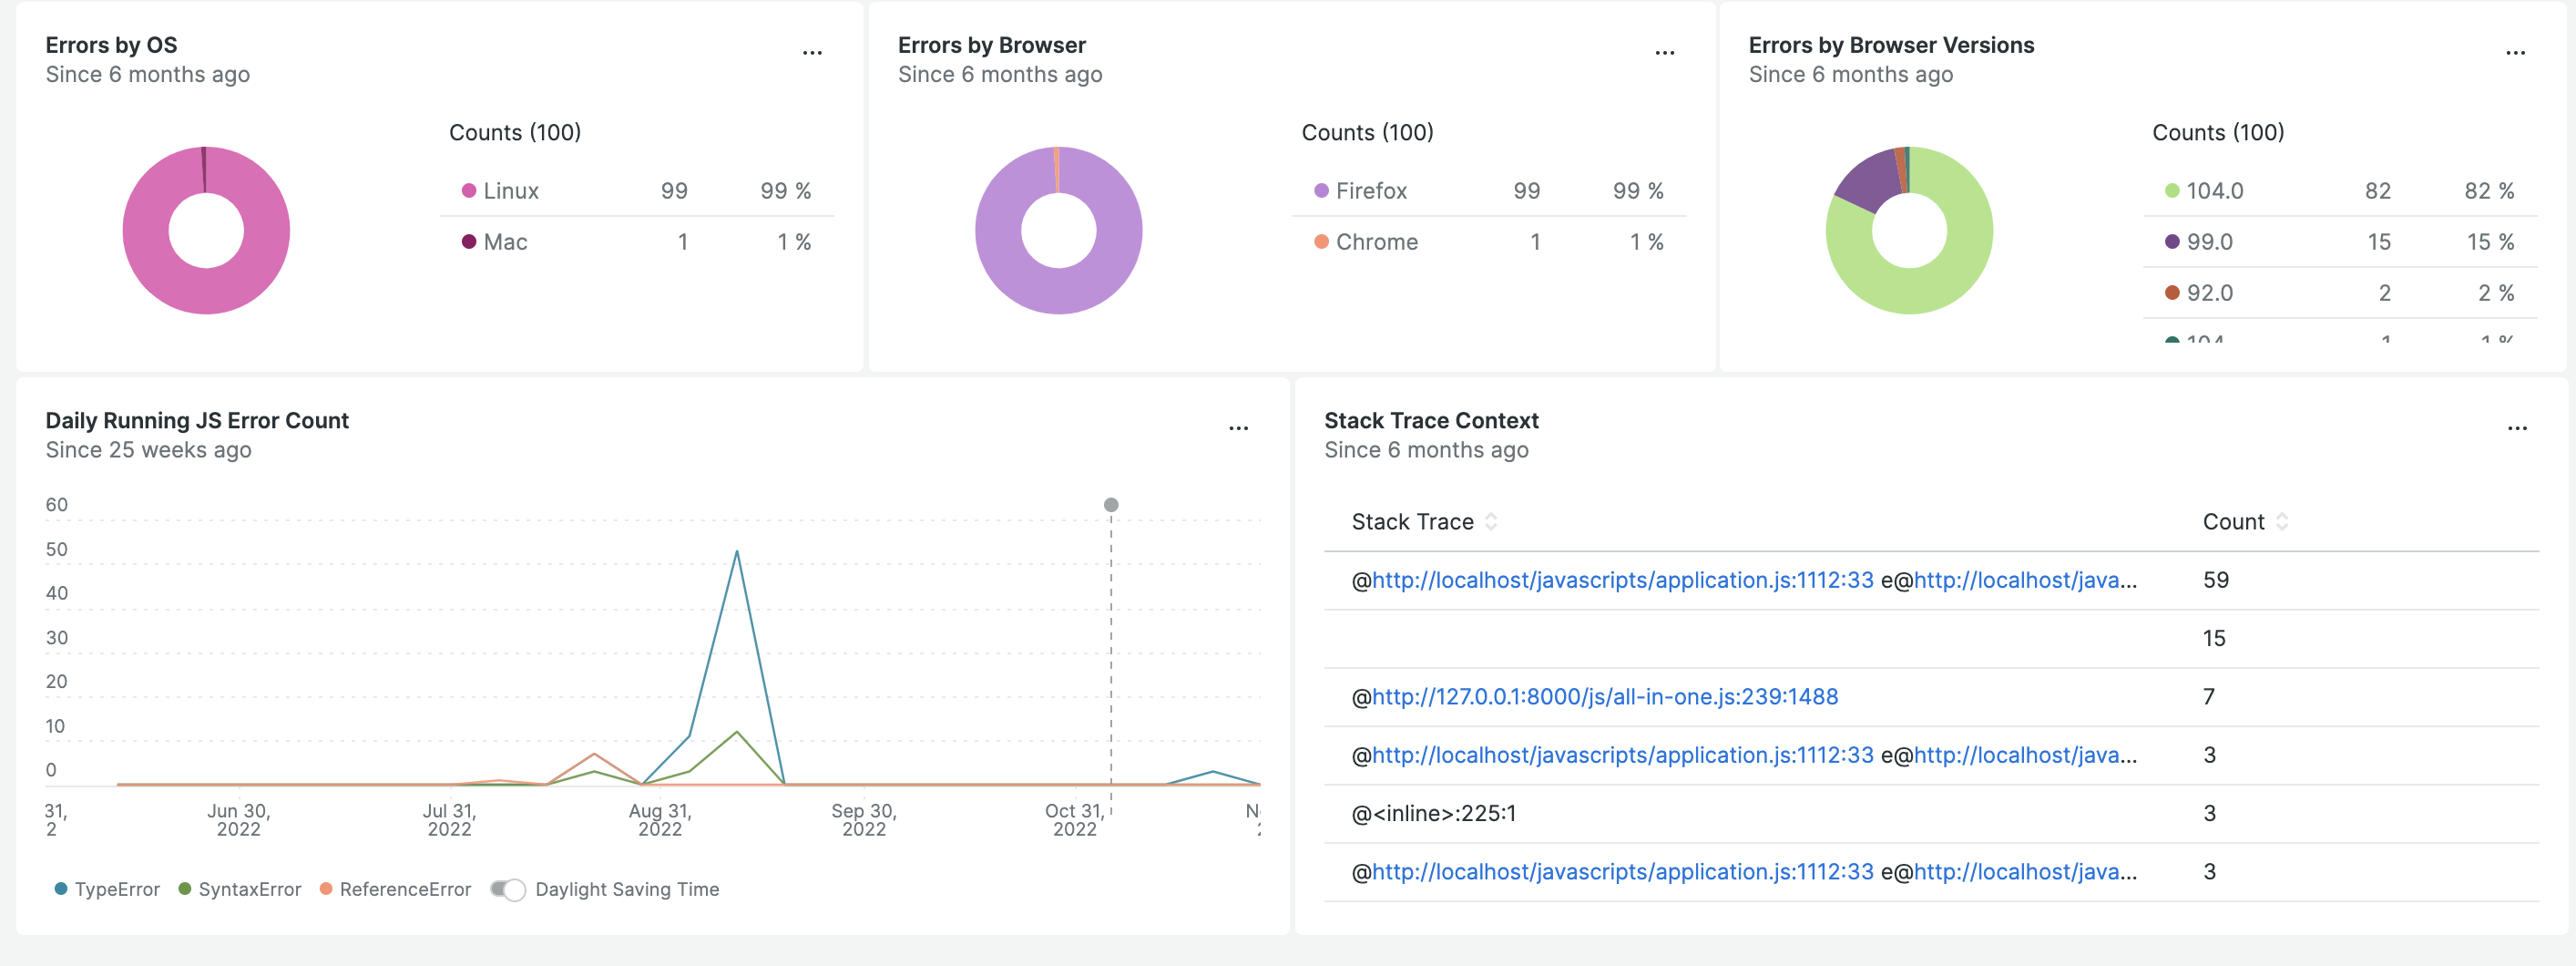 Errors by OS
Since 6 months ago
...
Counts (100)
Linux 99 99 %
Mac 1 1 %
Errors by Browser
Since 6 months ago
...
Counts (100)
Firefox 99 99 %
Chrome 1 1 %
Errors by Browser Versions
Since 6 months ago
...
Counts (100)
104.0 82 82 %
99.0 15 15 %
92.0 2 2 %
104 1 1 %
Daily Running JS Error Count
Since 25 weeks ago
...
60
50
40
30
20
10
0
31, Jun 30, Jul 31, Aug 31, Sep 30, Oct 31, N
2 2022 2022 2022 2022 2022
TypeError SyntaxError ReferenceError Daylight Saving Time
Stack Trace Context
Since 6 months ago
...
Stack Trace Count
@http://localhost/javascripts/application.js:1112:33 e@http://localhost/java... 59
15
@http://127.0.0.1:8000/js/all-in-one.js:239:1488 7
@http://localhost/javascripts/application.js:1112:33 e@http://localhost/java... 3
@<inline>:225:1 3
@http://localhost/javascripts/application.js:1112:33 e@http://localhost/java... 3